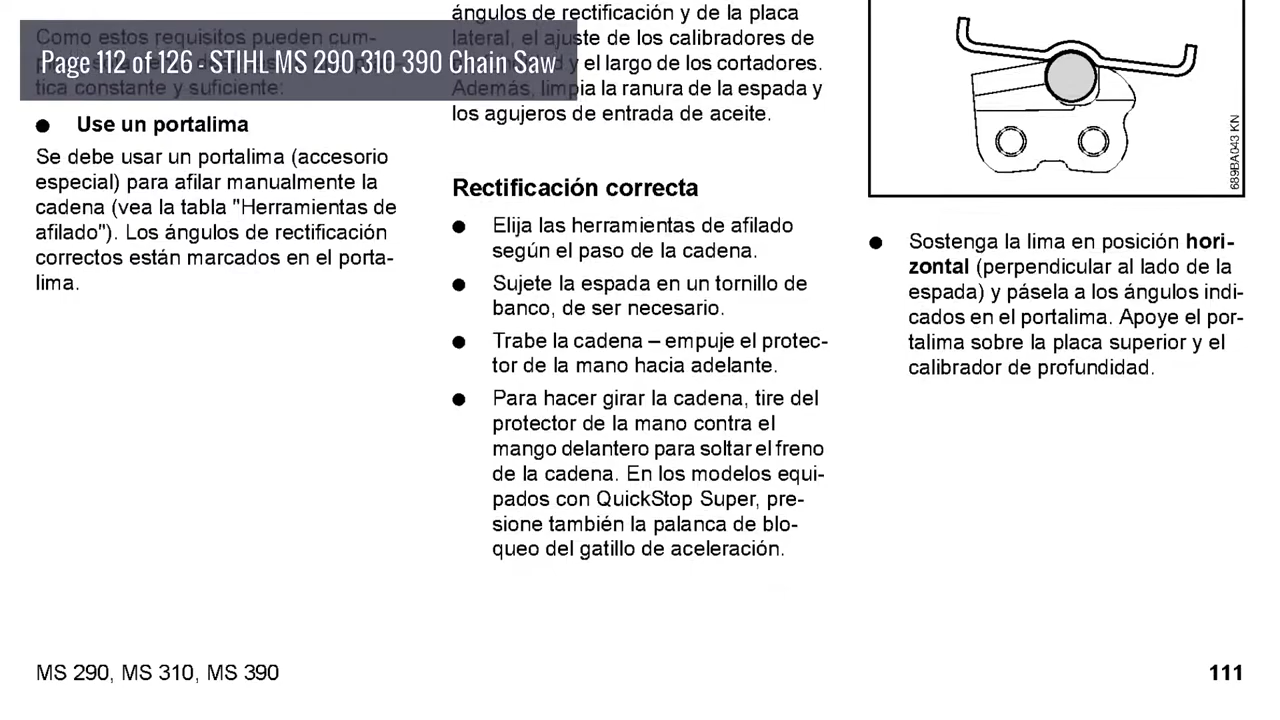 Como estos requisitos pueden cum-
Page 112 of 126 - STIHL MS 290 310 390 Chain Saw
tica constante y suficiente:
● Use un portalima
Se debe usar un portalima (accesorio
especial) para afilar manualmente la
cadena (vea la tabla "Herramientas de
afilado"). Los ángulos de rectificación
correctos están marcados en el porta-
lima.
MS 290, MS 310, MS 390
ángulos de rectificación y de la placa
lateral, el ajuste de los calibradores de
y el largo de los cortadores.
Además, limpia la ranura de la espada y
los agujeros de entrada de aceite.
Rectificación correcta
● Elija las herramientas de afilado
según el paso de la cadena.
● Sujete la espada en un tornillo de
banco, de ser necesario.
● Trabe la cadena – empuje el protec-
tor de la mano hacia adelante.
● Para hacer girar la cadena, tire del
protector de la mano contra el
mango delantero para soltar el freno
de la cadena. En los modelos equi-
pados con QuickStop Super, pre-
sione también la palanca de blo-
queo del gatillo de aceleración.
689BA043 KN
● Sostenga la lima en posición hori-
zontal (perpendicular al lado de la
espada) y pásela a los ángulos indi-
cados en el portalima. Apoye el por-
talima sobre la placa superior y el
calibrador de profundidad.
111